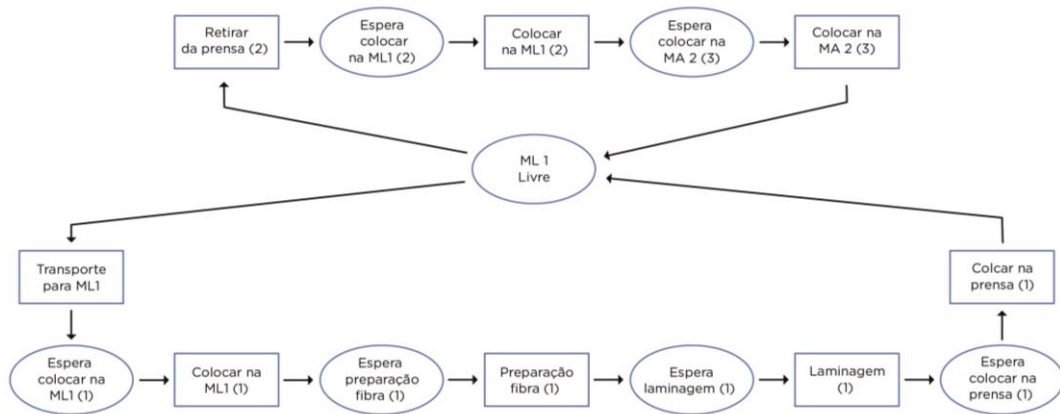 Retirar
da prensa (2)
Espera
colocar
na ML1 (2)
Colocar
na ML1 (2)
Espera
colocar na
MA 2 (3)
Colocar na
MA 2 (3)
ML 1
Livre
Transporte
para ML1
Colcar na
prensa (1)
Espera
colocar na
ML1 (1)
Colocar na
ML1 (1)
Espera
preparação
fibra (1)
Preparação
fibra (1)
Espera
laminagem (1)
Laminagem
(1)
Espera
colocar na
prensa (1)